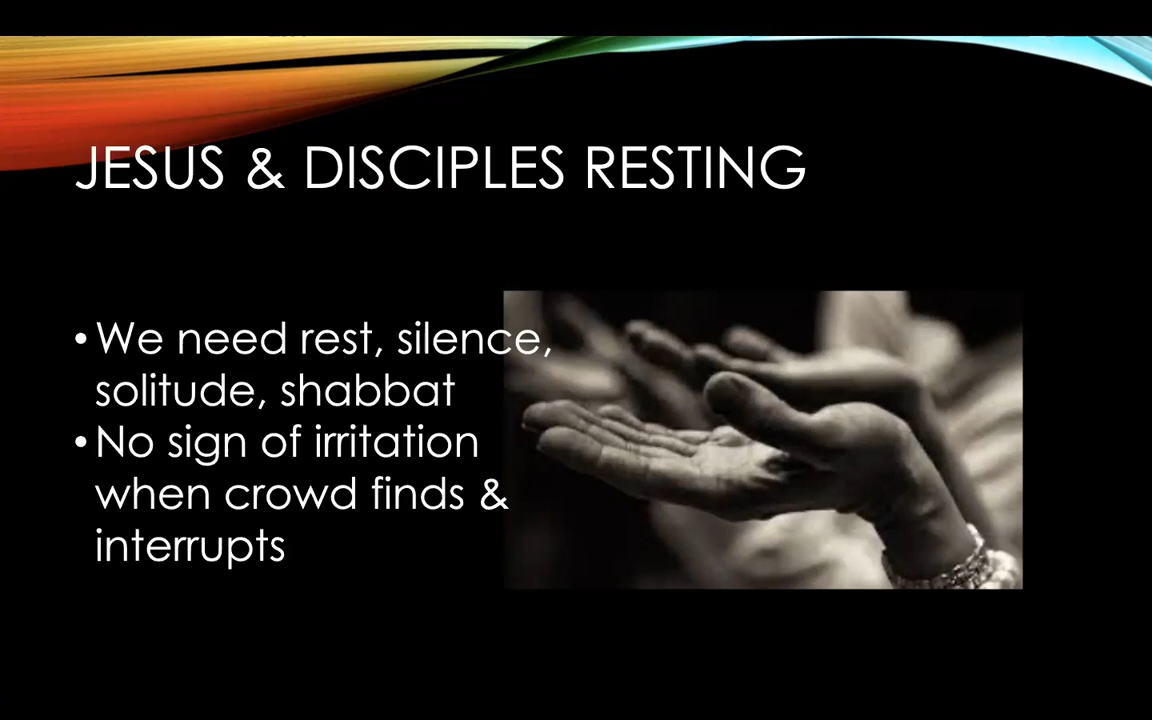 JESUS & DISCIPLES RESTING
• We need rest, silence,
solitude, shabbat
• No sign of irritation
when crowd finds &
interrupts